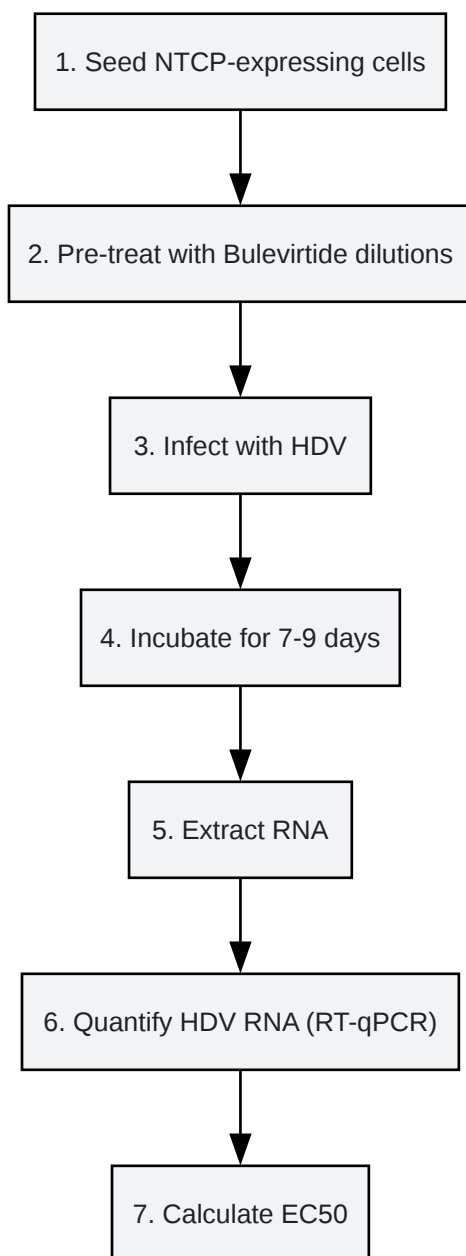 1. Seed NTCP-expressing cells
2. Pre-treat with Bulevirtide dilutions
3. Infect with HDV
4. Incubate for 7-9 days
5. Extract RNA
6. Quantify HDV RNA (RT-qPCR)
7. Calculate EC50